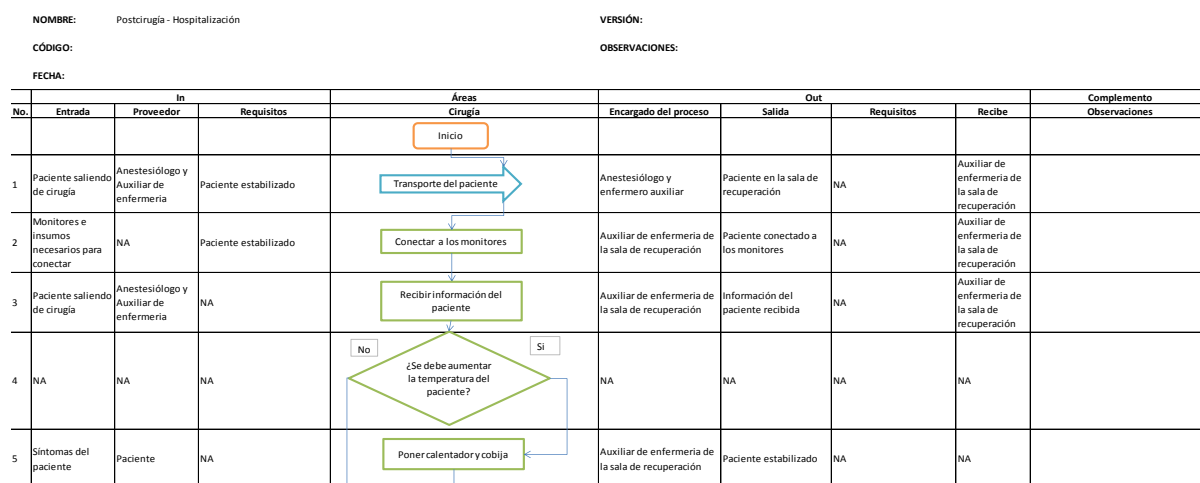 NOMBRE: Postcirugía - Hospitalización VERSIÓN:
CÓDIGO: OBSERVACIONES:
FECHA:
In Áreas Out Complemento
No. Entrada Proveedor Requisitos Cirugía Encargado del proceso Salida Requisitos Recibe Observaciones
Inicio
1
Paciente saliendo
de cirugía
Anestesiólogo y
Auxiliar de
enfermeria
Paciente estabilizado
Transporte del paciente
Anestesiólogo y
enfermero auxiliar
Paciente en la sala de
recuperación
NA
Auxiliar de
enfermeria de
la sala de
recuperación
2
Monitores e
insumos
necesarios para
conectar
NA
Paciente estabilizado
Conectar a los monitores
Auxiliar de enfermeria de
la sala de recuperación
Paciente conectado a
los monitores
NA
Auxiliar de
enfermeria de
la sala de
recuperación
3
Paciente saliendo
de cirugía
Anestesiólogo y
Auxiliar de
enfermeria
NA
Recibir información del
paciente
Auxiliar de enfermeria de
la sala de recuperación
Información del
paciente recibida
NA
Auxiliar de
enfermeria de
la sala de
recuperación
4
NA
NA
NA
No
Si
¿Se debe aumentar
la temperatura del
paciente?
NA
NA
NA
NA
5
Síntomas del
paciente
Paciente
NA
Poner calentador y cobija
Auxiliar de enfermeria de
la sala de recuperación
Paciente estabilizado
NA
NA